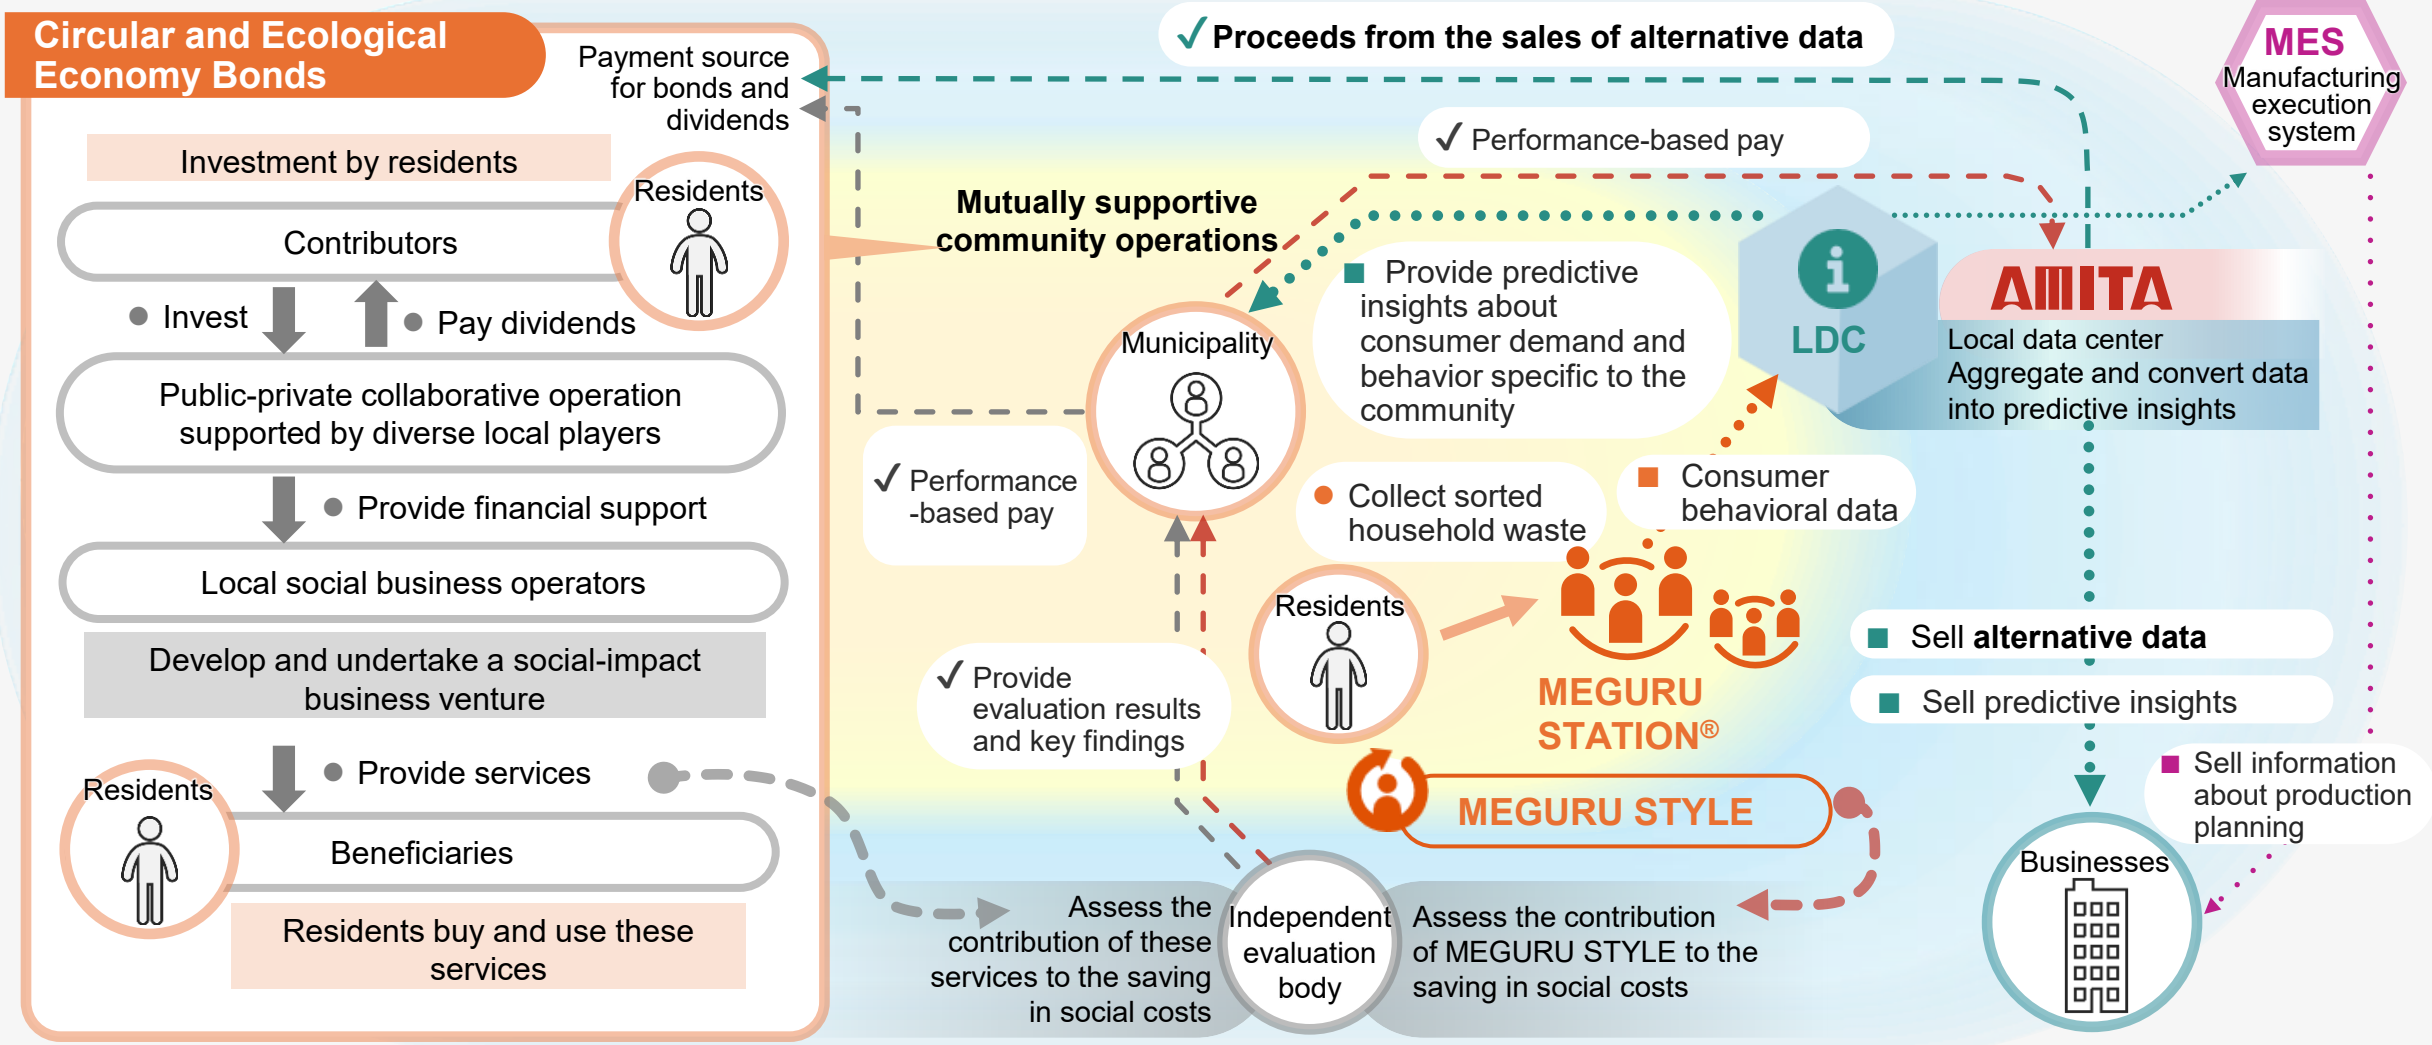 Circular and Ecological
Economy Bonds
Payment source
for bonds and
dividends
Investment by residents
Residents
Contributors
● Invest
● Pay dividends
Public-private collaborative operation
supported by diverse local players
● Provide financial support
Local social business operators
Develop and undertake a social-impact
business venture
● Provide services
Residents
Beneficiaries
Residents buy and use these
services
✓ Proceeds from the sales of alternative data
✓ Performance-based pay
Mutually supportive
community operations
Municipality
■ Provide predictive
insights about
consumer demand and
behavior specific to the
community
LDC
AMITA
Local data center
Aggregate and convert data
into predictive insights
MES
Manufacturing
execution
system
✓ Performance
-based pay
● Collect sorted
household waste
■ Consumer
behavioral data
Residents
MEGURU
STATION®
MEGURU STYLE
✓ Provide
evaluation results
and key findings
■ Sell alternative data
■ Sell predictive insights
■ Sell information
about production
planning
Businesses
Assess the
contribution of these
services to the saving
in social costs
Independent
evaluation
body
Assess the contribution
of MEGURU STYLE to the
saving in social costs